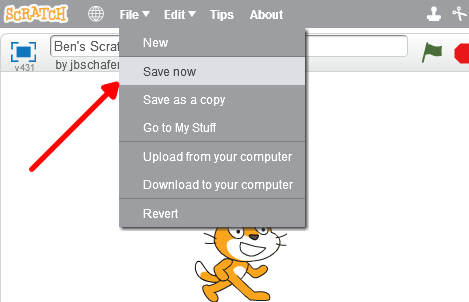 SCRATCH File Edit Tips About
Ben's Scrat
v431 by jbschafer
New
Save now
Save as a copy
Go to My Stuff
Upload from your computer
Download to your computer
Revert